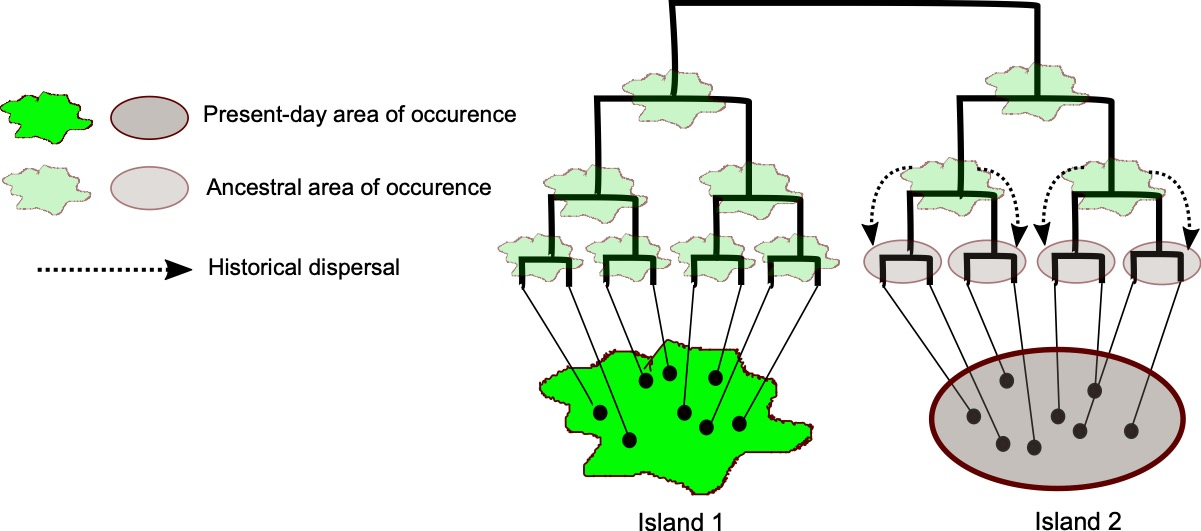 Present-day area of occurence
Ancestral area of occurence
Historical dispersal
Island 1
Island 2